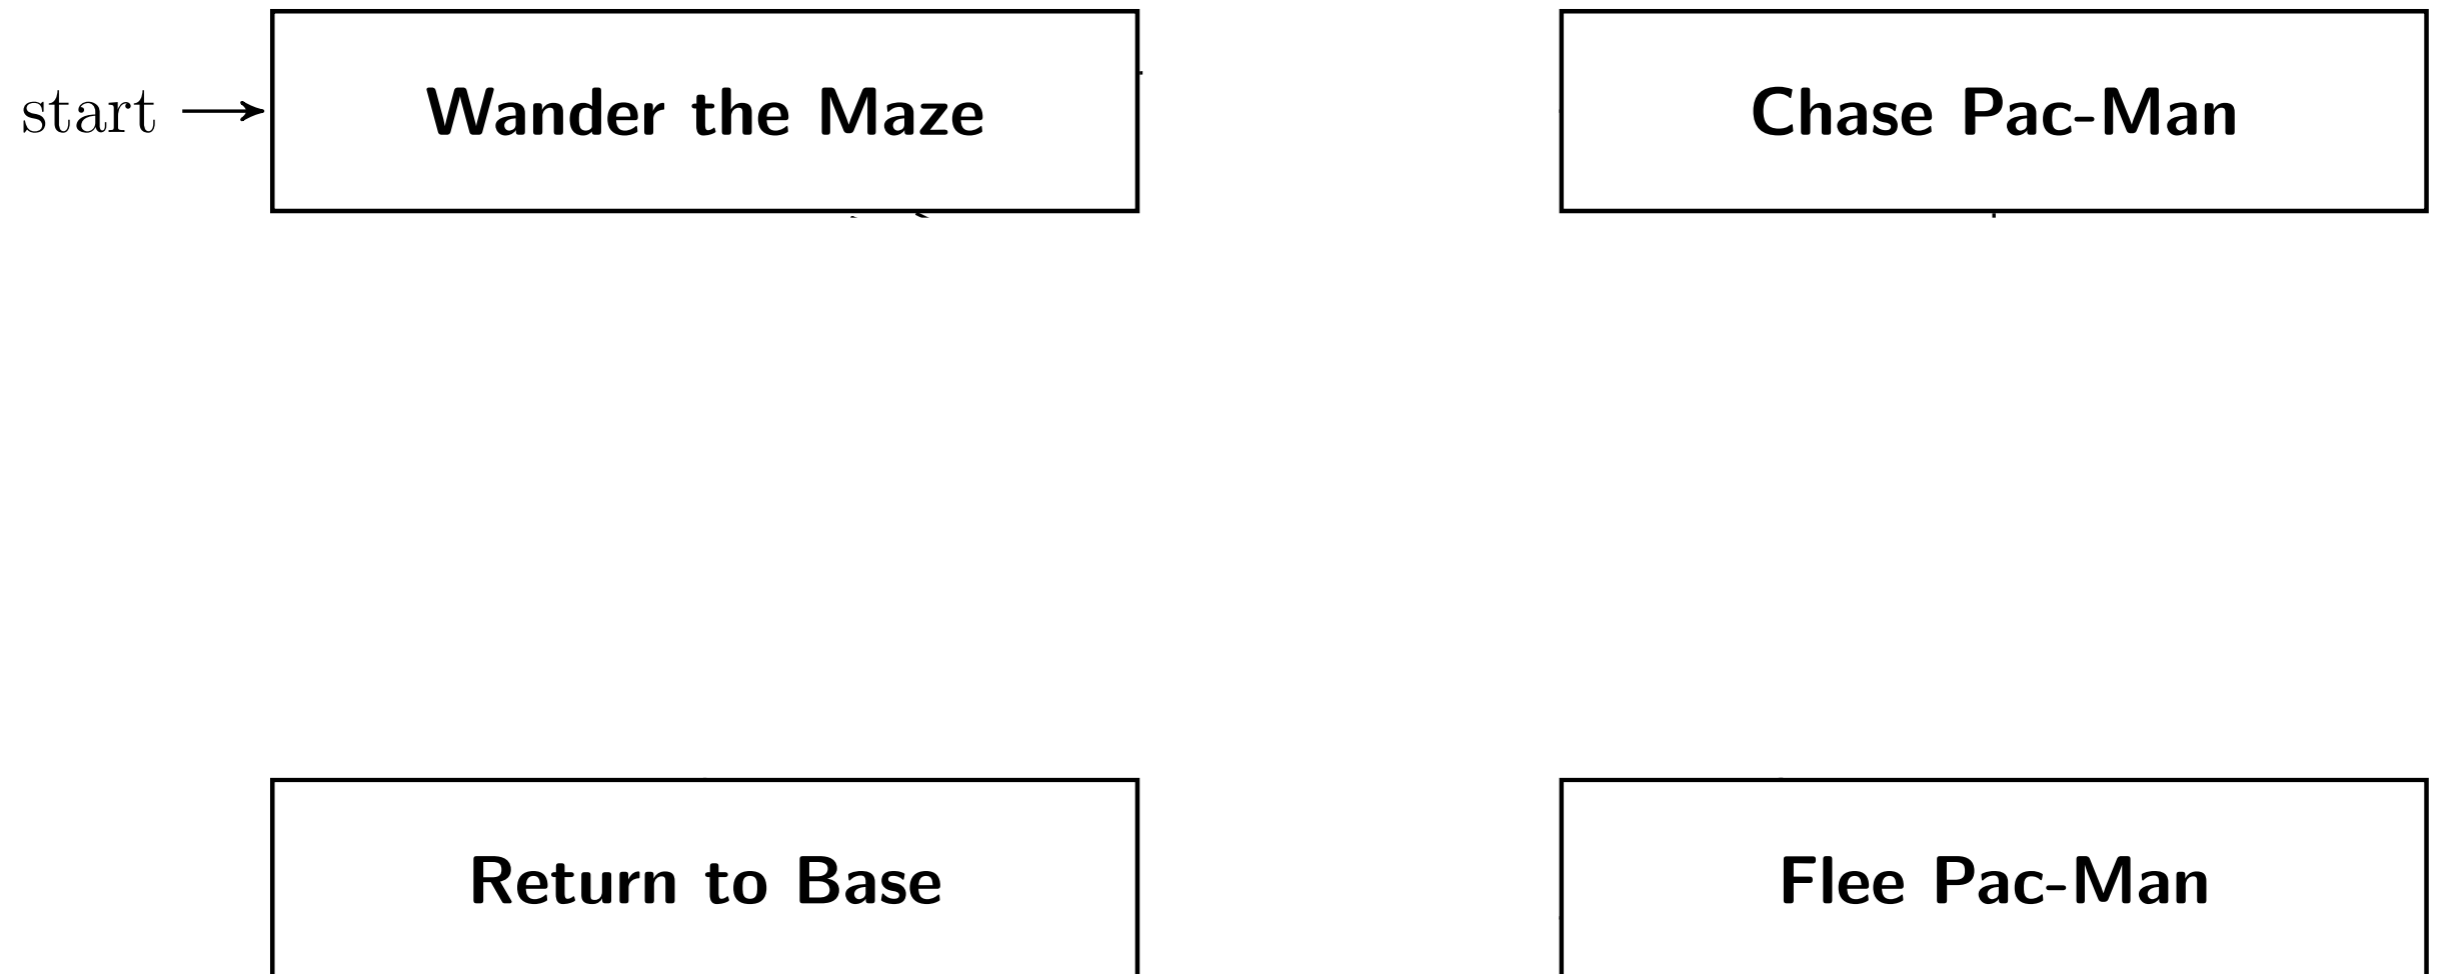 start
Wander the Maze
Chase Pac-Man
Return to Base
Flee Pac-Man